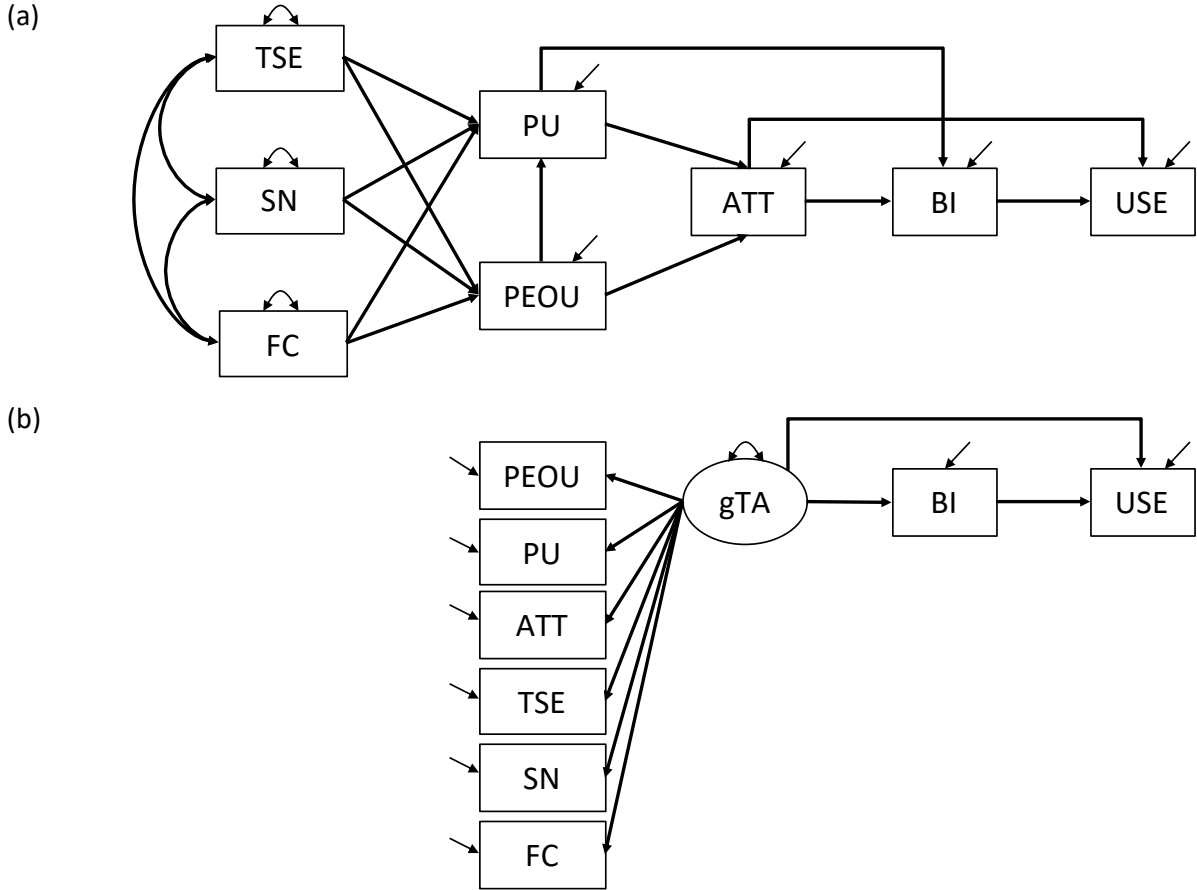 (a)
TSE
SN
FC
PU
PEOU
ATT
BI
USE
(b)
PEOU
PU
ATT
TSE
SN
FC
gTA
BI
USE